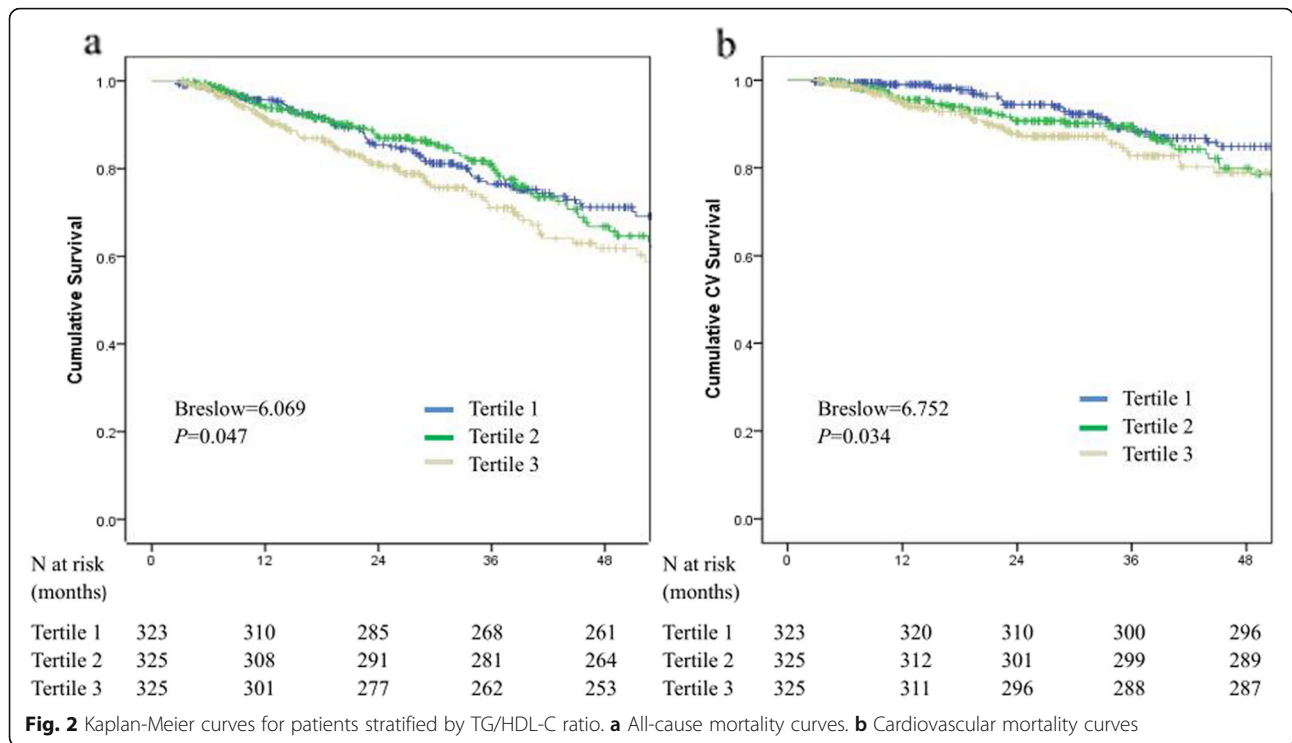 a
Cumulative Survival
1.0
0.8
0.6
0.4
0.2
0.0
Breslow=6.069
P=0.047
Tertile 1
Tertile 2
Tertile 3
0 12 24 36 48
N at risk
(months)
Tertile 1 323 310 285 268 261
Tertile 2 325 308 291 281 264
Tertile 3 325 301 277 262 253
b
Cumulative CV Survival
1.0
0.8
0.6
0.4
0.2
0.0
Breslow=6.752
P=0.034
Tertile 1
Tertile 2
Tertile 3
0 12 24 36 48
N at risk
(months)
Tertile 1 323 320 310 300 296
Tertile 2 325 312 301 299 289
Tertile 3 325 311 296 288 287
Fig. 2 Kaplan-Meier curves for patients stratified by TG/HDL-C ratio. a All-cause mortality curves. b Cardiovascular mortality curves